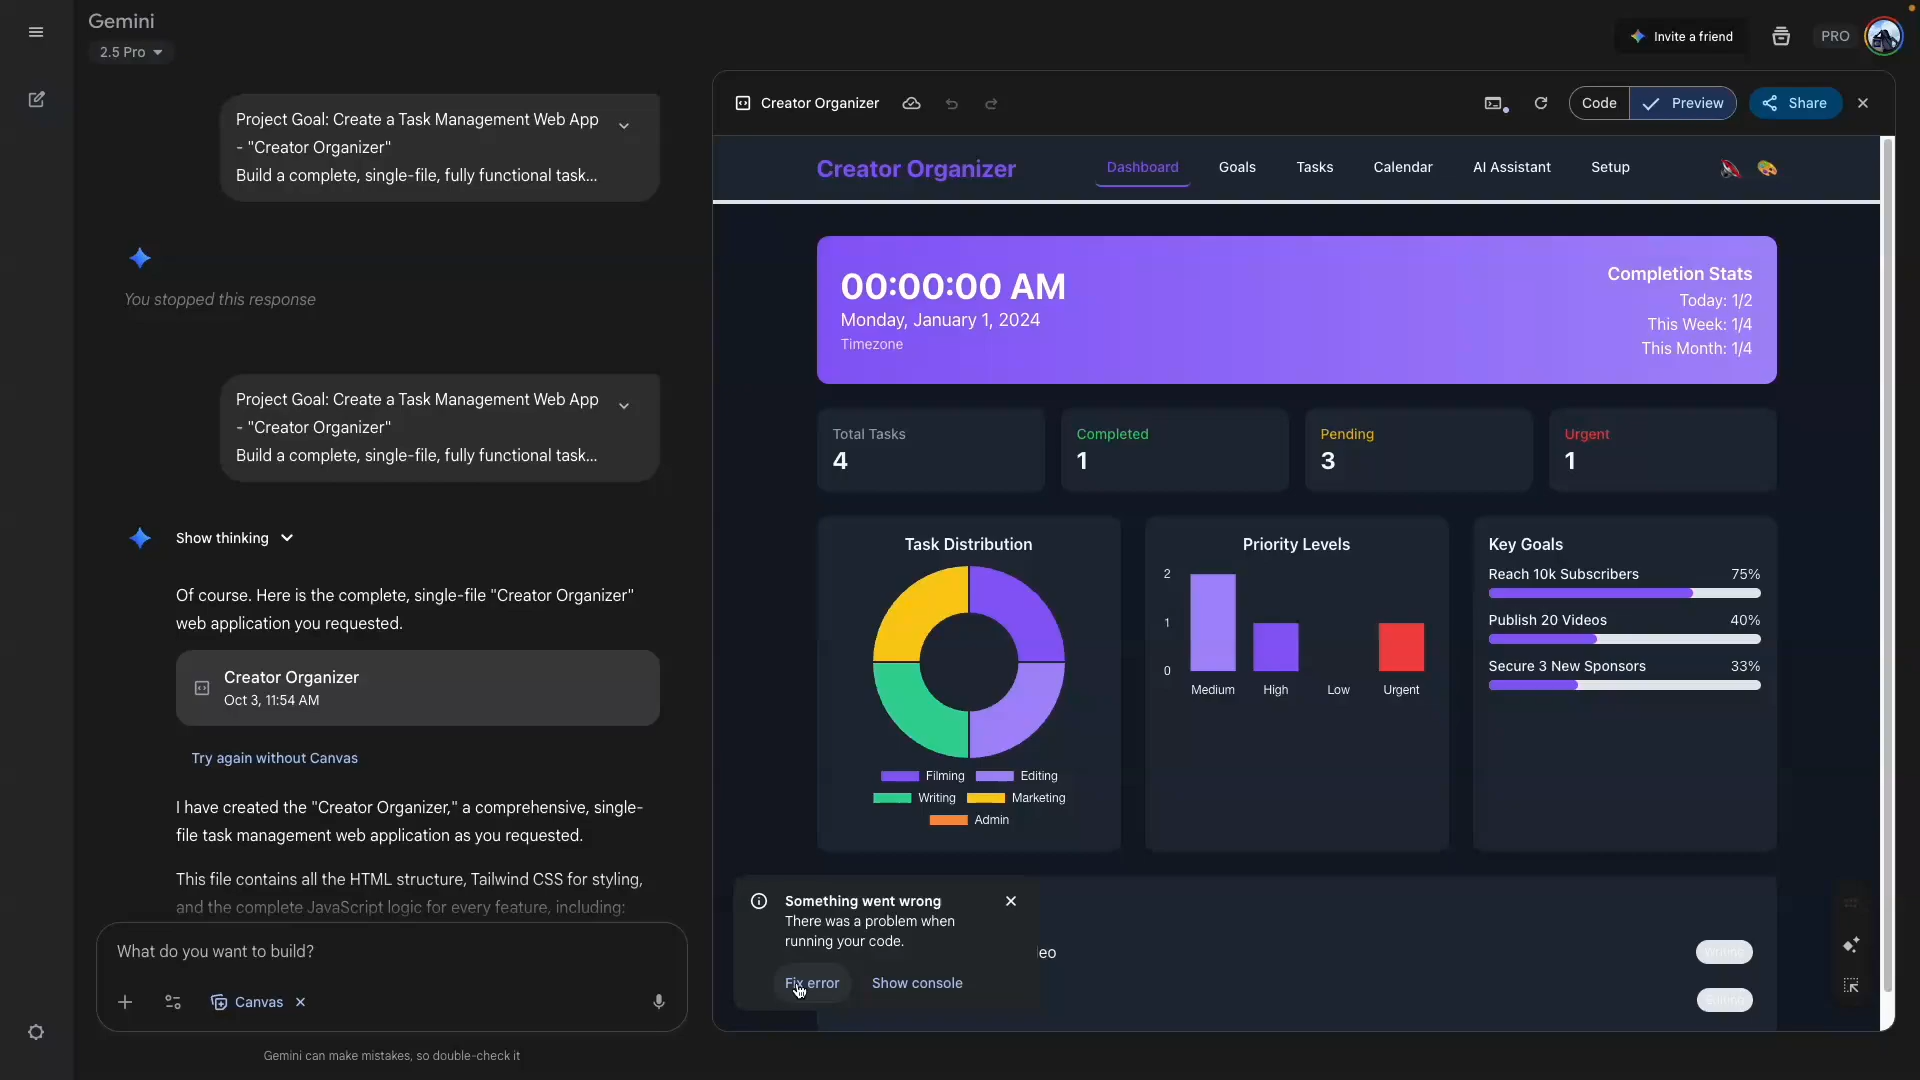 Gemini
2.5 Pro
Invite a friend
PRO
Project Goal: Create a Task Management Web App
- "Creator Organizer"
Build a complete, single-file, fully functional task...
You stopped this response
Project Goal: Create a Task Management Web App
- "Creator Organizer"
Build a complete, single-file, fully functional task...
Show thinking
Of course. Here is the complete, single-file "Creator Organizer"
web application you requested.
Creator Organizer
Oct 3, 11:54 AM
Try again without Canvas
I have created the "Creator Organizer," a comprehensive, single-
file task management web application as you requested.
This file contains all the HTML structure, Tailwind CSS for styling,
and the complete JavaScript logic for every feature, including:
What do you want to build?
Canvas
Gemini can make mistakes, so double-check it
Creator Organizer
Code
Preview
Share
Creator Organizer
Dashboard
Goals
Tasks
Calendar
AI Assistant
Setup
00:00:00 AM
Monday, January 1, 2024
Timezone
Completion Stats
Today: 1/2
This Week: 1/4
This Month: 1/4
Total Tasks
4
Completed
1
Pending
3
Urgent
1
Task Distribution
Filming Editing
Writing Marketing
Admin
Priority Levels
2
1
0
Medium High Low Urgent
Key Goals
Reach 10k Subscribers 75%
Publish 20 Videos 40%
Secure 3 New Sponsors 33%
Something went wrong
There was a problem when
running your code.
Fix error
Show console
eo